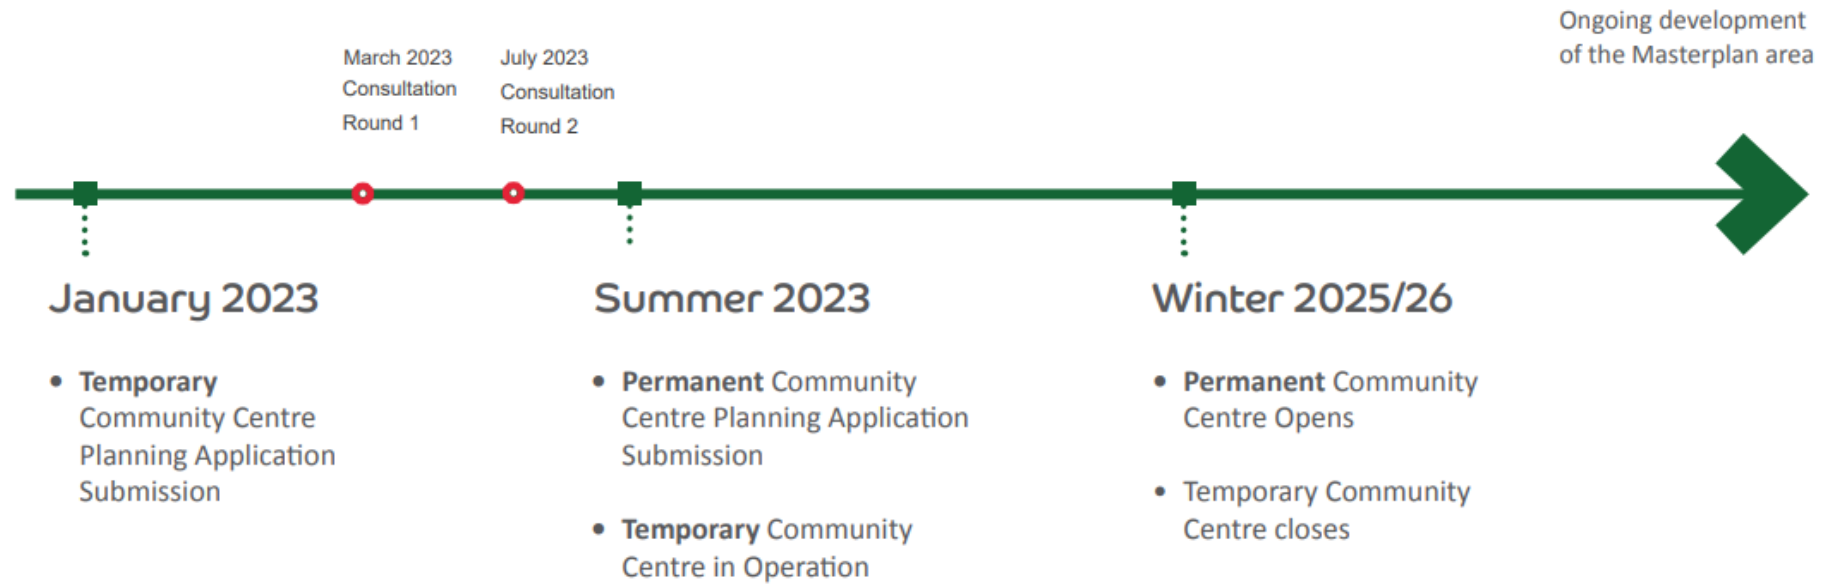 Ongoing development
of the Masterplan area
March 2023
Consultation
Round 1
July 2023
Consultation
Round 2
January 2023
• Temporary
Community Centre
Planning Application
Submission
Summer 2023
• Permanent Community
Centre Planning Application
Submission
• Temporary Community
Centre in Operation
Winter 2025/26
• Permanent Community
Centre Opens
• Temporary Community
Centre closes